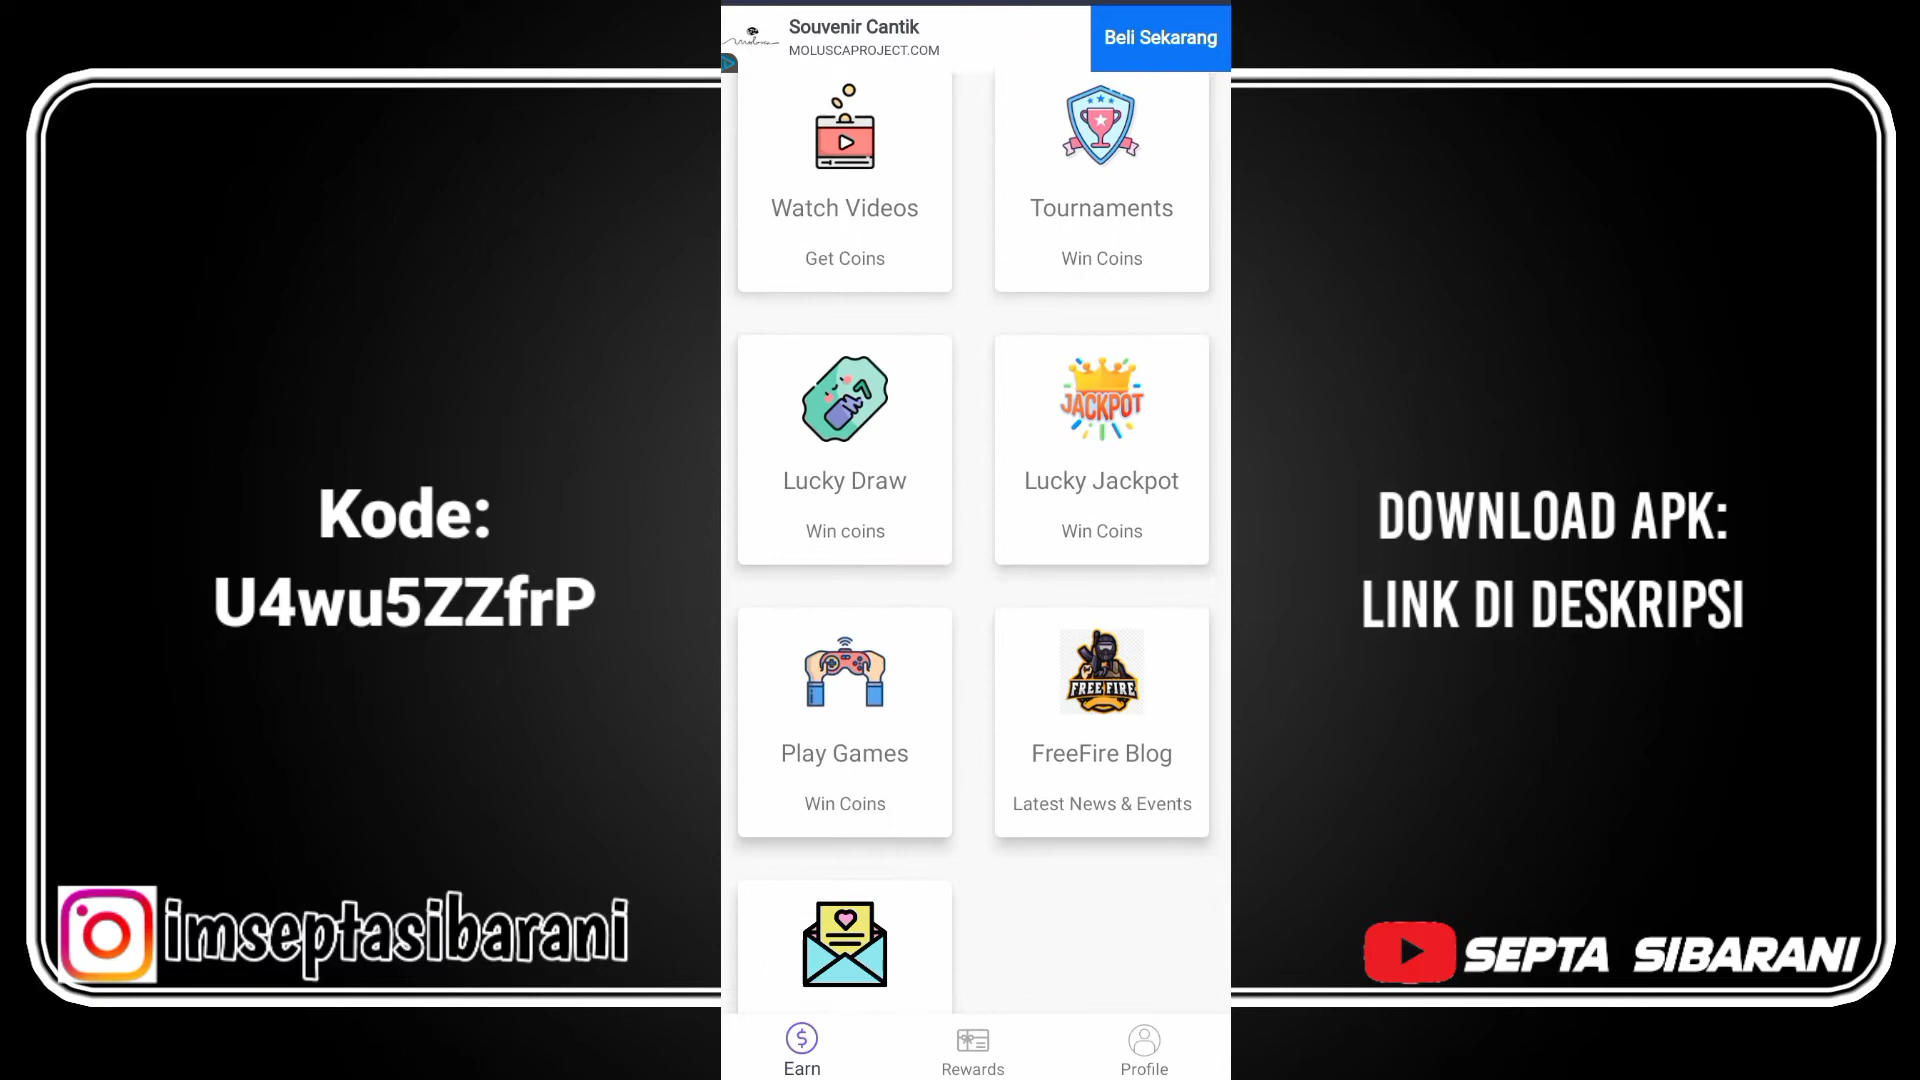 Souvenir Cantik
MOLUSCAPROJECT.COM
Beli Sekarang
Watch Videos
Get Coins
Tournaments
Win Coins
Lucky Draw
Win coins
JACKPOT
Lucky Jackpot
Win Coins
Play Games
Win Coins
FREE FIRE
FreeFire Blog
Latest News & Events
Earn
Rewards
Profile
Kode:
U4wu5ZZfrP
imseptasibarani
DOWNLOAD APK:
LINK DI DESKRIPSI
SEPTA SIBARANI